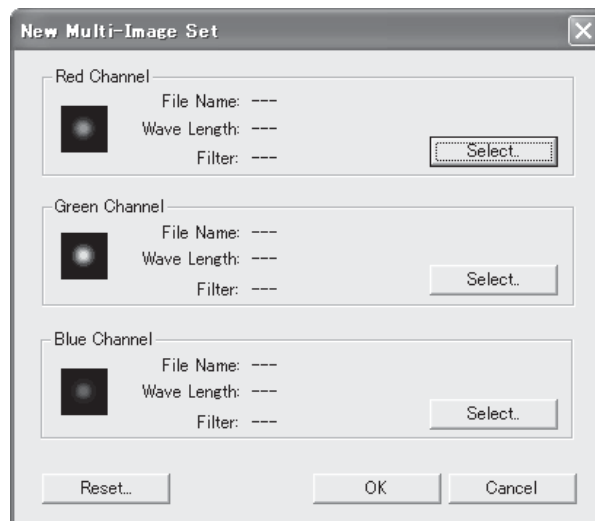 New Multi-Image Set
Red Channel
File Name: ---
Wave Length: ---
Filter: ---
Select..
Green Channel
File Name: ---
Wave Length: ---
Filter: ---
Select..
Blue Channel
File Name: ---
Wave Length: ---
Filter: ---
Select..
Reset... OK Cancel